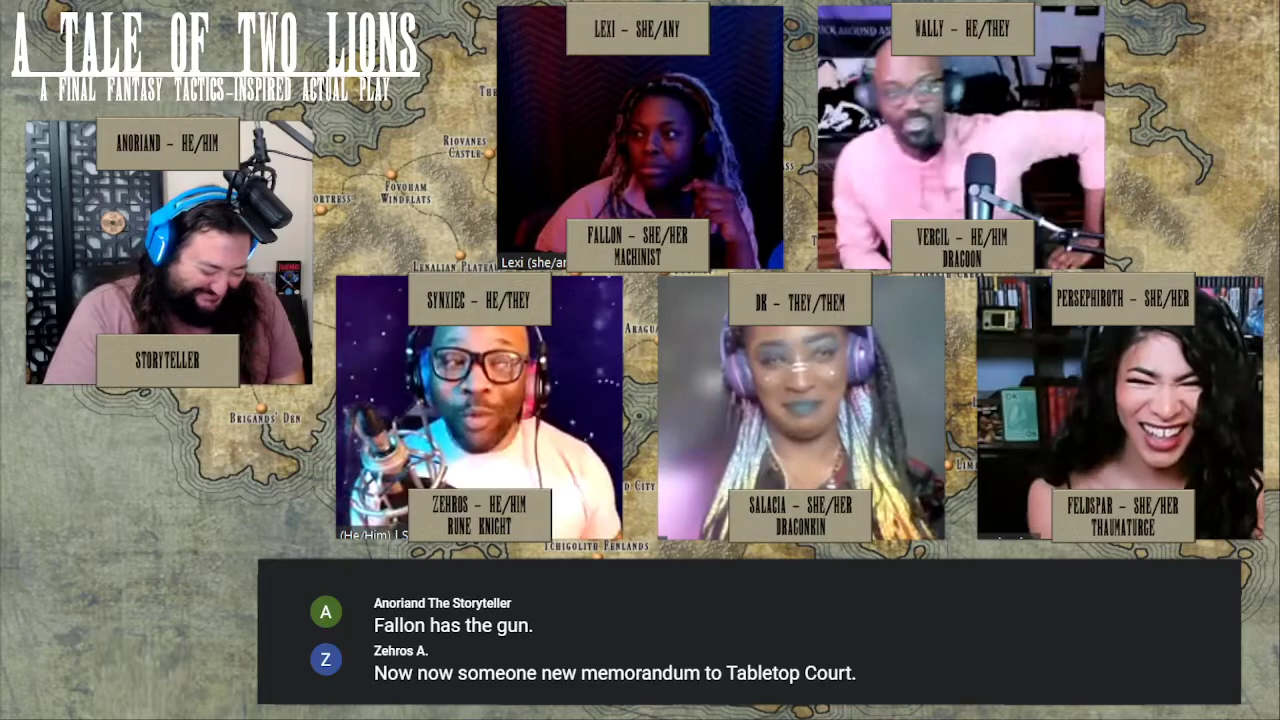 A TALE OF TWO LIONS
A FINAL FANTASY TACTICS-INSPIRED ACTUAL PLAY
LEXI - SHE/ANY
WALLY - HE/THEY
ANORIAND - HE/HIM
RIOVANES
CASTLE
FOVOHAM
WINDFLATS
Lexi (she/an
FALLON - SHE/HER
MACHINIST
VERGIL - HE/HIM
DRAGOON
LENALIAN PLATEAU
SYNXIEC - HE/THEY
DK - THEY/THEM
PERSEPHIROTH - SHE/HER
STORYTELLER
BRIGANDS' DEN
ZEHROS - HE/HIM
RUNE KNIGHT
(He/Him) | S
SALACIA - SHE/HER
DRAGONKIN
FELDSPAR - SHE/HER
THAUMATURGE
TCHIGOLITH FENLANDS
A
Anoriand The Storyteller
Fallon has the gun.
Z
Zehros A.
Now now someone new memorandum to Tabletop Court.